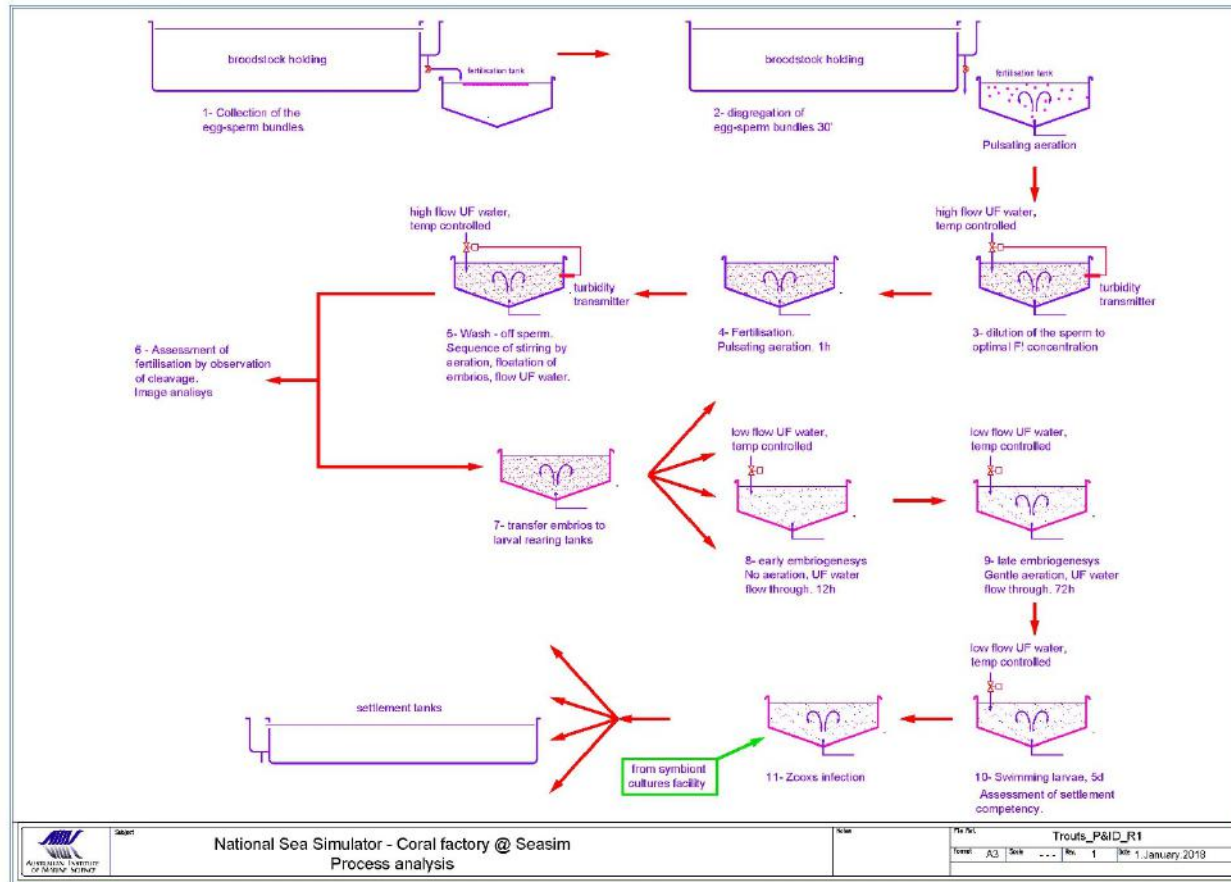 broodstock holding
fertilisation tank
1- Collection of the
egg-sperm bundles
broodstock holding
fertilisation tank
2- disgregation of
egg-sperm bundles 30'
Pulsating aeration
high flow UF water,
temp controlled
turbidity
transmitter
3- dilution of the sperm to
optimal F! concentration
4- Fertilisation.
Pulsating aeration. 1h
high flow UF water,
temp controlled
turbidity
transmitter
5- Wash - off sperm.
Sequence of stirring by
aeration, floatation of
embrios, flow UF water.
6 - Assessment of
fertilisation by observation
of cleavage.
Image analisys
7- transfer embrios to
larval rearing tanks
low flow UF water,
temp controlled
8- early embriogenesys
No aeration, UF water
flow through. 12h
low flow UF water,
temp controlled
9- late embriogenesys
Gentle aeration, UF water
flow through. 72h
low flow UF water,
temp controlled
10- Swimming larvae, 5d
Assessment of settlement
competency.
11- Zooxs infection
from symbiont
cultures facility
settlement tanks
AUSTRALIAN INSTITUTE
OF MARINE SCIENCE
Subject
National Sea Simulator - Coral factory @ Seasim
Process analysis
Notes
File Ref.
Trouts_P&ID_R1
Format A3 Scale --- Rev. 1 Date 1.January.2018